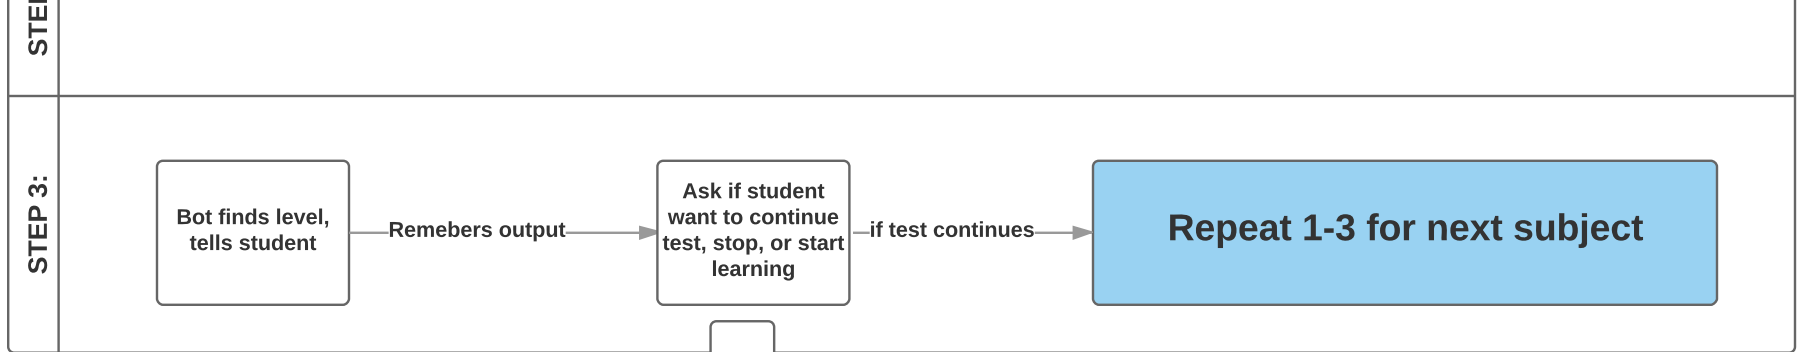 STEP 3:
Bot finds level,
tells student
Remebers output
Ask if student
want to continue
test, stop, or start
learning
if test continues
Repeat 1-3 for next subject